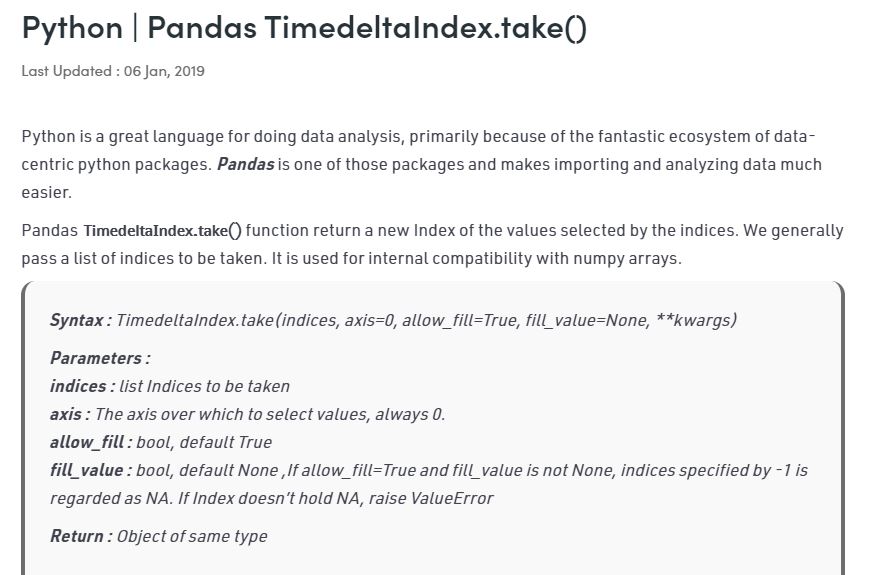 Python | Pandas TimedeltaIndex.take()
Last Updated : 06 Jan, 2019
Python is a great language for doing data analysis, primarily because of the fantastic ecosystem of data-
centric python packages. Pandas is one of those packages and makes importing and analyzing data much
easier.
Pandas TimedeltaIndex.take() function return a new Index of the values selected by the indices. We generally
pass a list of indices to be taken. It is used for internal compatibility with numpy arrays.
Syntax : TimedeltaIndex.take(indices, axis=0, allow_fill=True, fill_value=None, **kwargs)
Parameters :
indices : list Indices to be taken
axis : The axis over which to select values, always 0.
allow_fill : bool, default True
fill_value : bool, default None ,If allow_fill=True and fill_value is not None, indices specified by -1 is
regarded as NA. If Index doesn’t hold NA, raise ValueError
Return : Object of same type